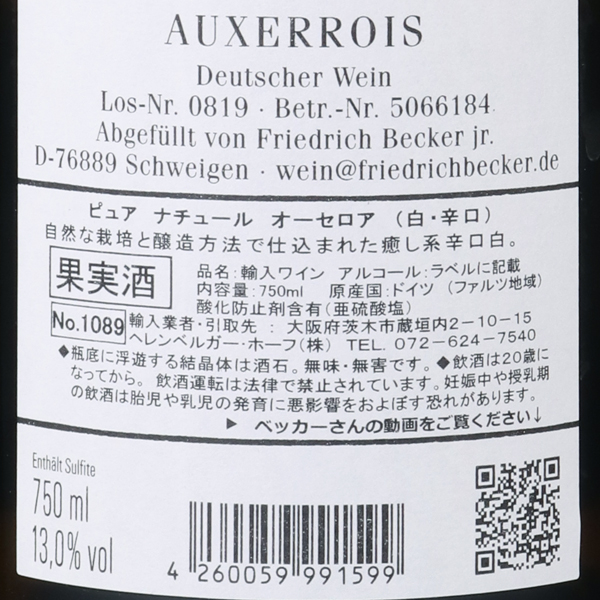 AUXERROIS
Deutscher Wein
Los-Nr. 0819 · Betr.-Nr. 5066184
Abgefüllt von Friedrich Becker jr.
D-76889 Schweigen · wein@friedrichbecker.de
ピュア ナチュール オーセロア (白・辛口)
自然な栽培と醸造方法で仕込まれた癒し系辛口白。
果実酒
品名:輸入ワイン アルコール:ラベルに記載
内容量:750ml 原産国:ドイツ (ファルツ地域)
酸化防止剤含有(亜硫酸塩)
No.1089
輸入業者・引取先 : 大阪府茨木市蔵垣内2-10-15
ヘレンベルガー・ホーフ(株) TEL. 072-624-7540
◆瓶底に浮遊する結晶体は酒石。無味・無害です。◆飲酒は20歳に
なってから。 飲酒運転は法律で禁止されています。妊娠中や授乳期
の飲酒は胎児や乳児の発育に悪影響をおよぼす恐れがあります。
▶ ベッカーさんの動画をご覧ください↓
Enthält Sulfite
750 ml
13,0% vol
4 260059 991599